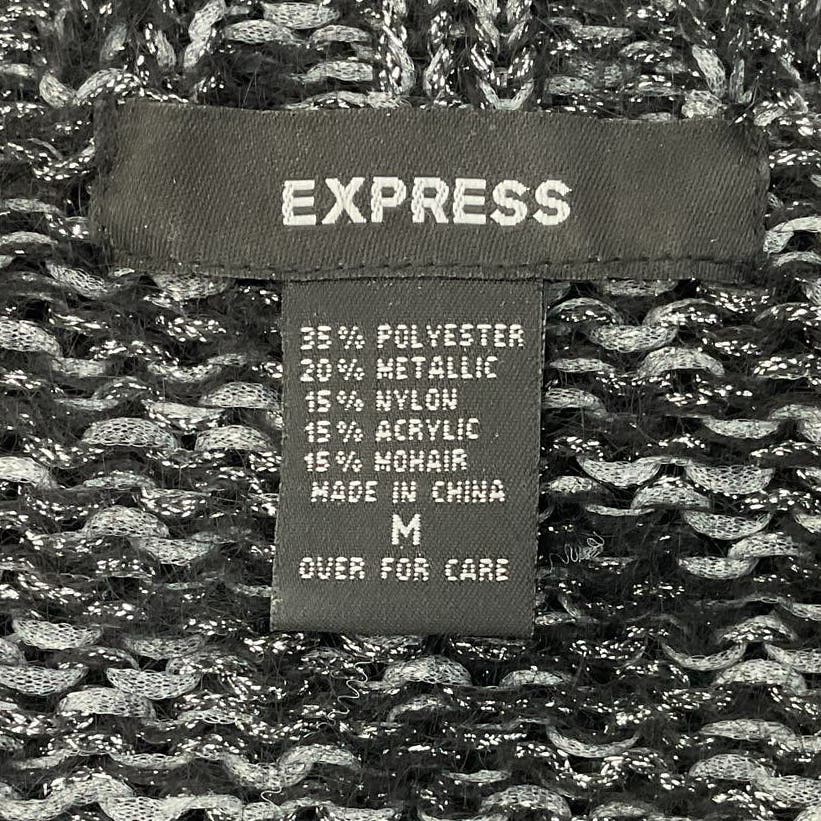 EXPRESS
35% POLYESTER
20% METALLIC
15% NYLON
15% ACRYLIC
15% MOHAIR
MADE IN CHINA
M
OVER FOR CARE